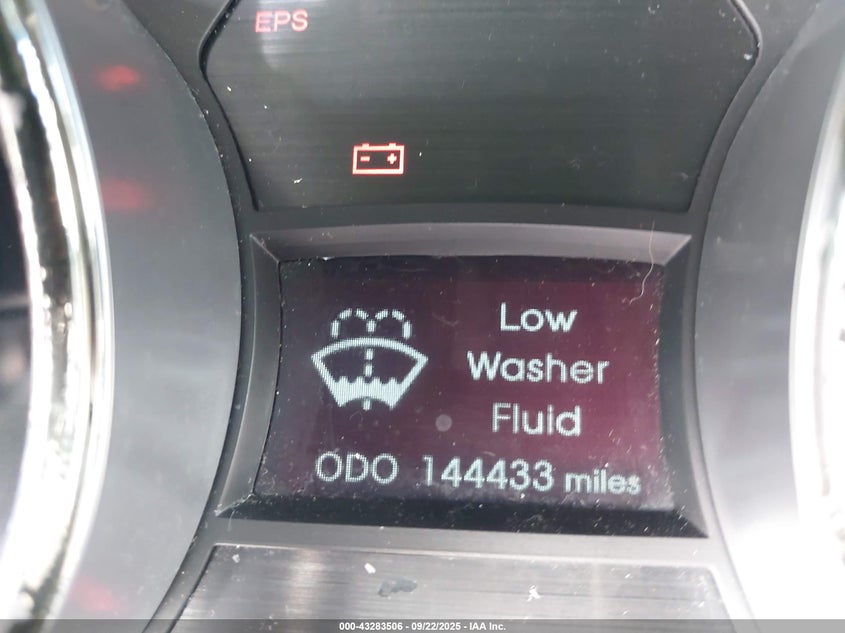 EPS
Low
Washer
Fluid
ODO 144433 miles
000-43283506 - 09/22/2025 - IAA Inc.